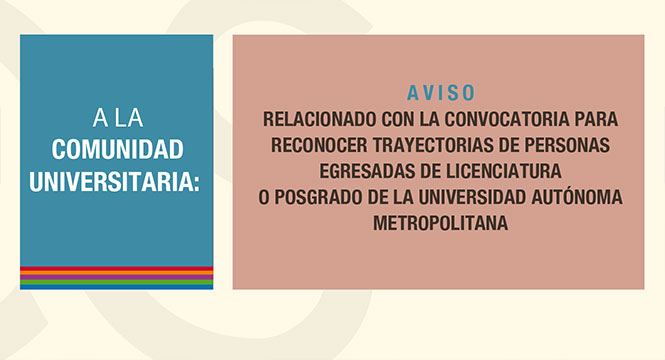 A LA
COMUNIDAD
UNIVERSITARIA:
AVISO
RELACIONADO CON LA CONVOCATORIA PARA
RECONOCER TRAYECTORIAS DE PERSONAS
EGRESADAS DE LICENCIATURA
O POSGRADO DE LA UNIVERSIDAD AUTÓNOMA
METROPOLITANA